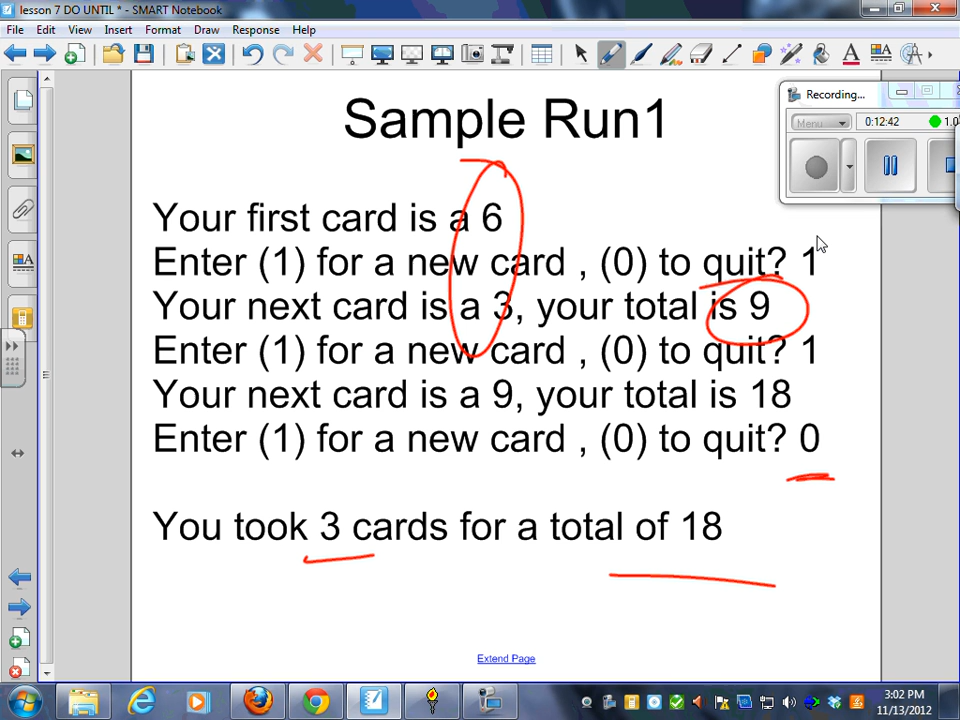 lesson 7 DO UNTIL * - SMART Notebook
File Edit View Insert Format Draw Response Help
Recording...
Menu 0:12:42 1.0
Sample Run1
Your first card is a 6
Enter (1) for a new card , (0) to quit? 1
Your next card is a 3, your total is 9
Enter (1) for a new card , (0) to quit? 1
Your next card is a 9, your total is 18
Enter (1) for a new card , (0) to quit? 0
You took 3 cards for a total of 18
Extend Page
3:02 PM
11/13/2012